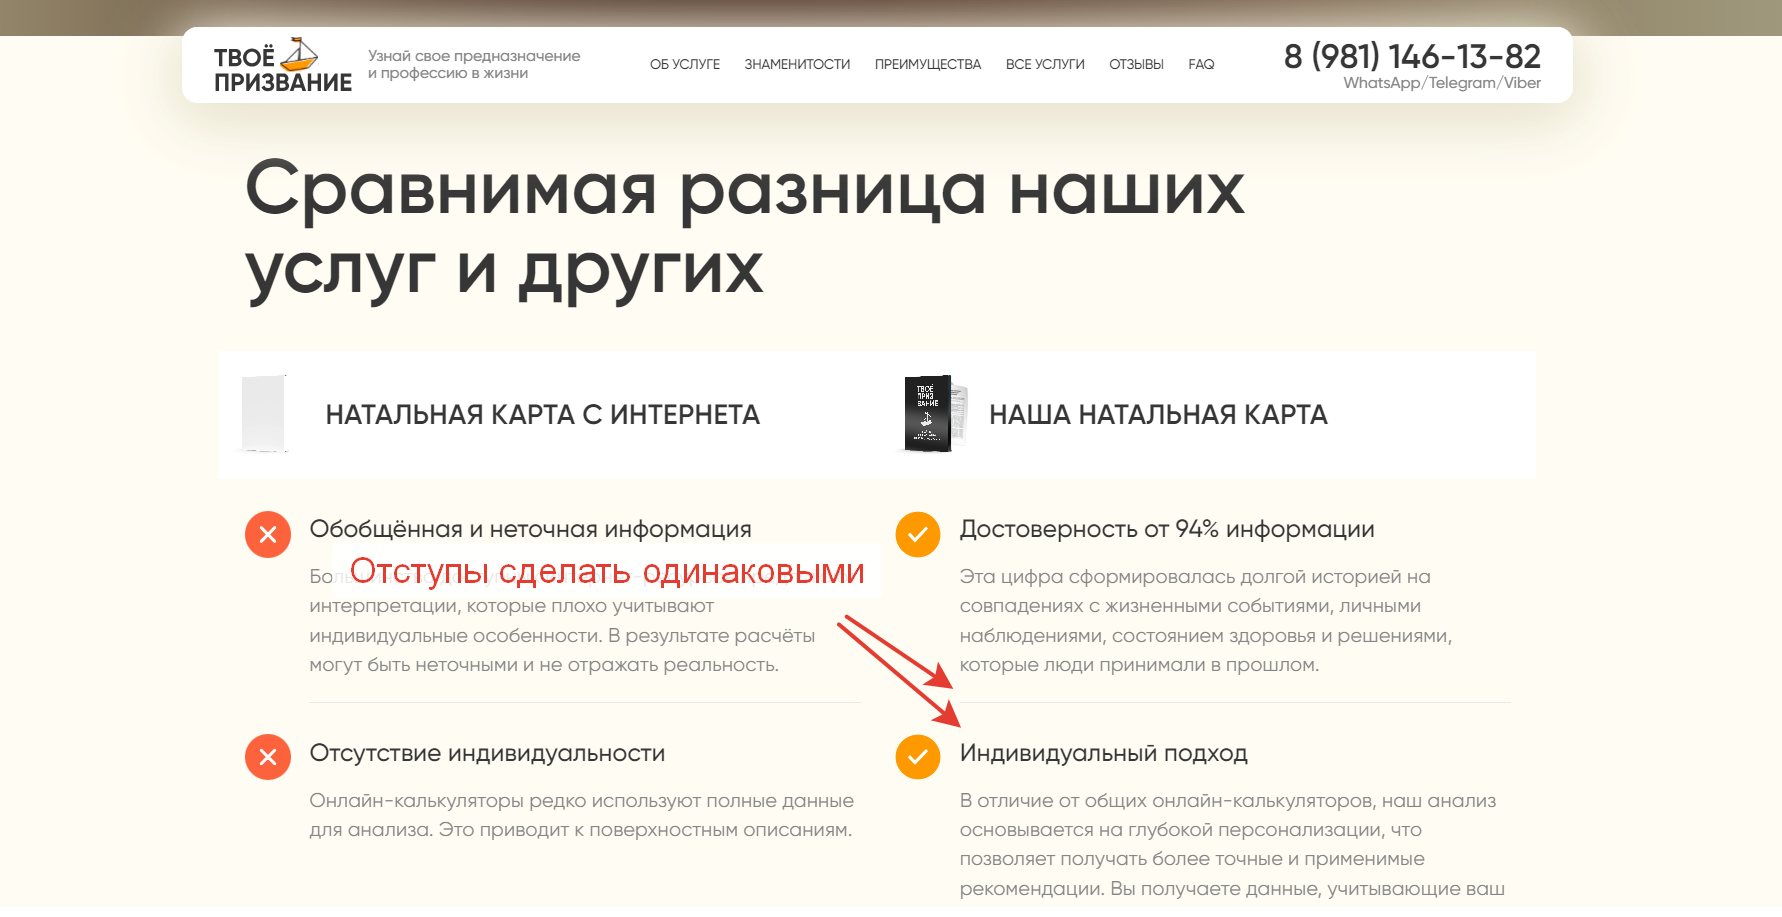 ТВОЁ
ПРИЗВАНИЕ
Узнай свое предназначение
и профессию в жизни
ОБ УСЛУГЕ ЗНАМЕНИТОСТИ ПРЕИМУЩЕСТВА ВСЕ УСЛУГИ ОТЗЫВЫ FAQ
8 (981) 146-13-82
WhatsApp/Telegram/Viber
Сравнимая разница наших
услуг и других
НАТАЛЬНАЯ КАРТА С ИНТЕРНЕТА
ТВОЁ
ПРИЗ
ВАНИЕ
НАША НАТАЛЬНАЯ КАРТА
Обобщённая и неточная информация
Отступы сделать одинаковыми
интерпретации, которые плохо учитывают
индивидуальные особенности. В результате расчёты
могут быть неточными и не отражать реальность.
Достоверность от 94% информации
Эта цифра сформировалась долгой историей на
совпадениях с жизненными событиями, личными
наблюдениями, состоянием здоровья и решениями,
которые люди принимали в прошлом.
Отсутствие индивидуальности
Онлайн-калькуляторы редко используют полные данные
для анализа. Это приводит к поверхностным описаниям.
Индивидуальный подход
В отличие от общих онлайн-калькуляторов, наш анализ
основывается на глубокой персонализации, что
позволяет получать более точные и применимые
рекомендации. Вы получаете данные, учитывающие ваш